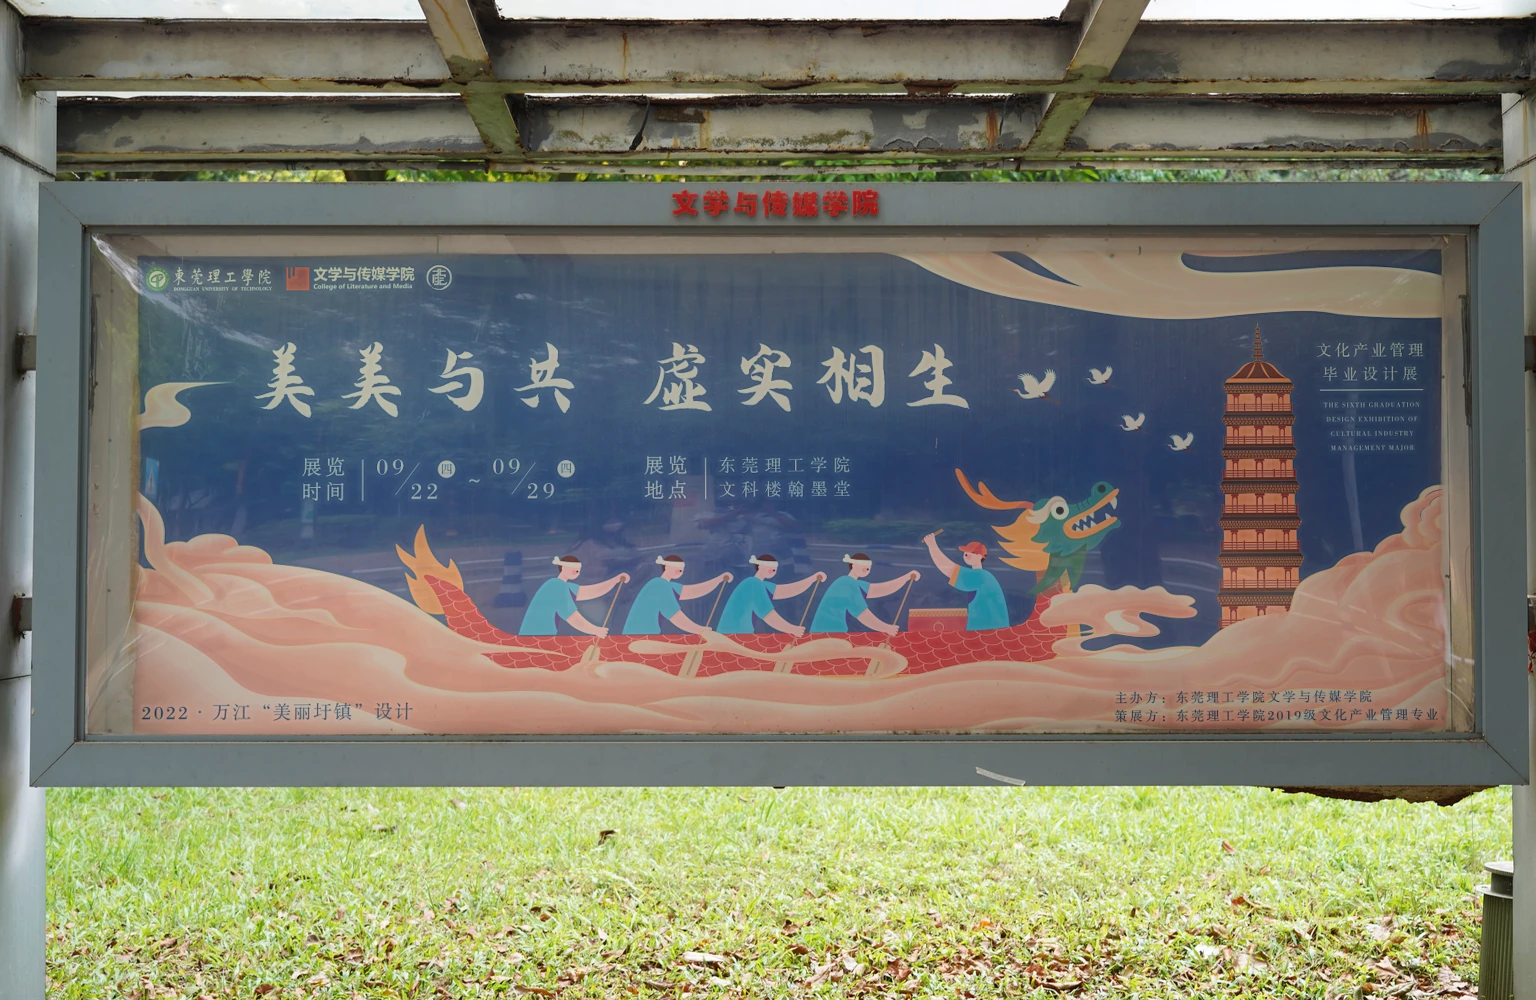 文学与传媒学院
東莞理工學院
DONGGUAN UNIVERSITY OF TECHNOLOGY
文学与传媒学院
College of Literature and Media
美美与共 虚实相生
展览时间
09/22 四 ~ 09/29 四
展览地点
东莞理工学院
文科楼翰墨堂
文化产业管理
毕业设计展
THE SIXTH GRADUATION
DESIGN EXHIBITION OF
CULTURAL INDUSTRY
MANAGEMENT MAJOR
2022 · 万江“美丽圩镇”设计
主办方：东莞理工学院文学与传媒学院
策展方：东莞理工学院2019级文化产业管理专业